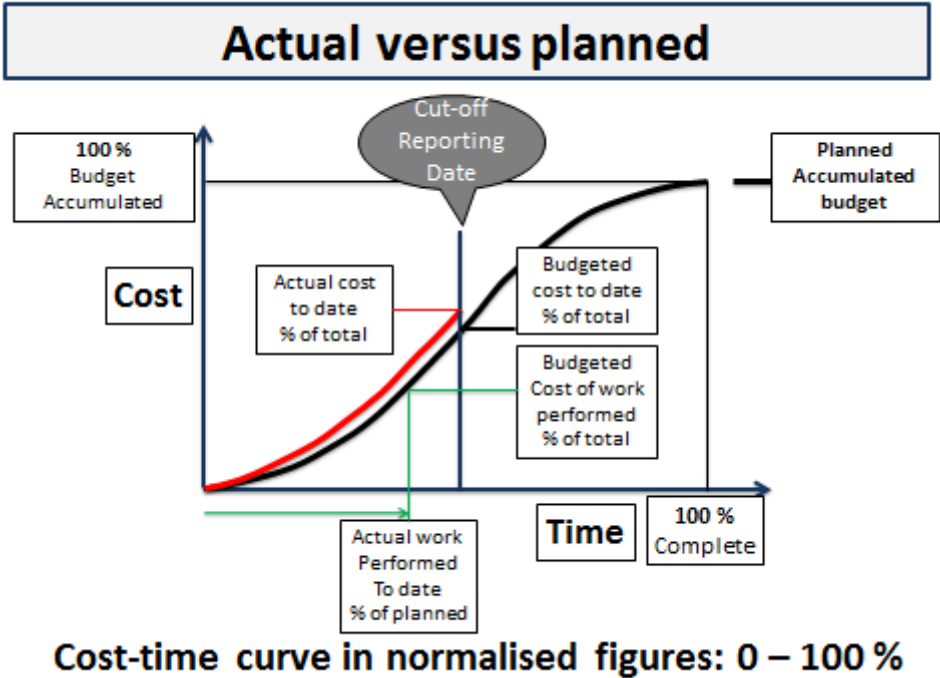 Actual versus planned
Cut-off
Reporting
Date
100 %
Budget
Accumulated
Planned
Accumulated
budget
Cost
Actual cost
to date
% of total
Budgeted
cost to date
% of total
Budgeted
Cost of work
performed
% of total
Time
100 %
Complete
Actual work
Performed
To date
% of planned
Cost-time curve in normalised figures: 0 – 100 %